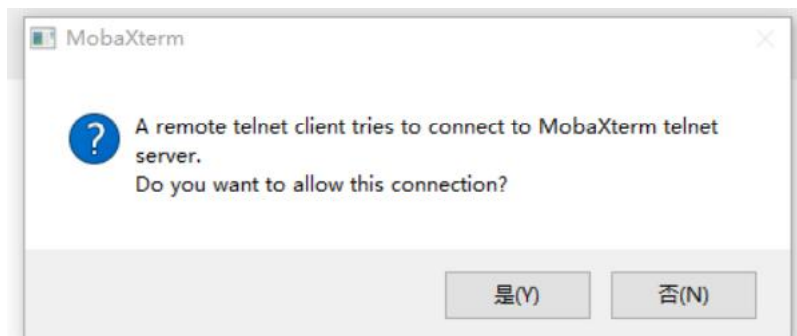 MobaXterm
A remote telnet client tries to connect to MobaXterm telnet
server.
Do you want to allow this connection?
是(Y)
否(N)